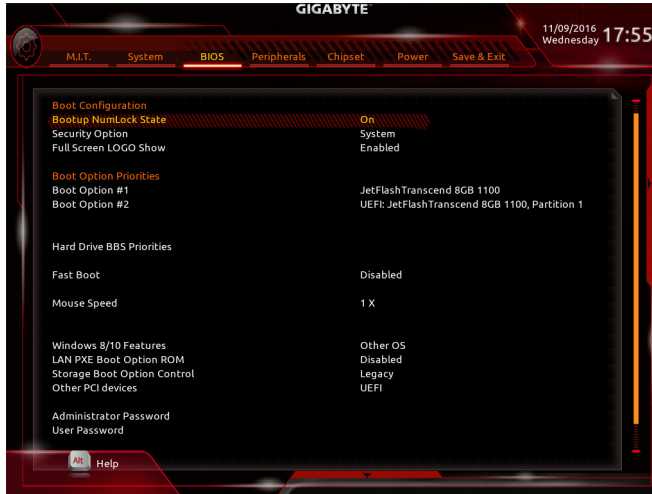 GIGABYTE™
11/09/2016
Wednesday
17:55
M.I.T. System BIOS Peripherals Chipset Power Save & Exit
Boot Configuration
Bootup NumLock State On
Security Option System
Full Screen LOGO Show Enabled
Boot Option Priorities
Boot Option #1 JetFlashTranscend 8GB 1100
Boot Option #2 UEFI: JetFlashTranscend 8GB 1100, Partition 1
Hard Drive BBS Priorities
Fast Boot Disabled
Mouse Speed 1 X
Windows 8/10 Features Other OS
LAN PXE Boot Option ROM Disabled
Storage Boot Option Control Legacy
Other PCI devices UEFI
Administrator Password
User Password
Alt Help